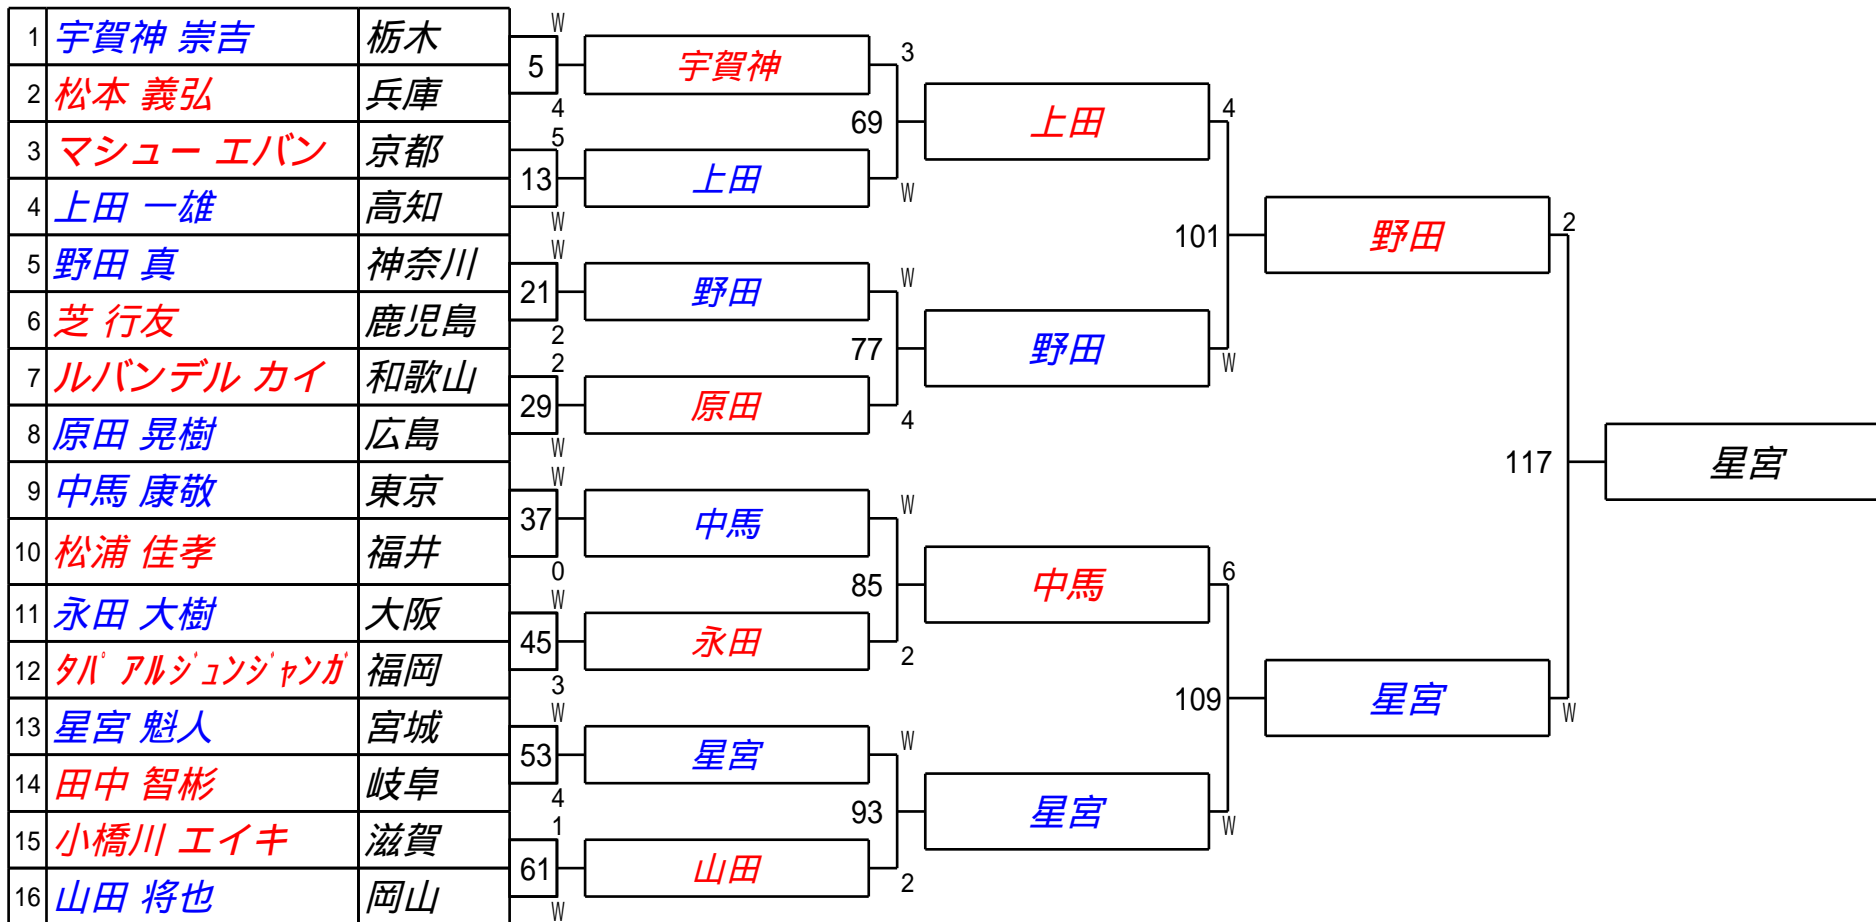 1 宇賀神 崇吉 栃木
2 松本 義弘 兵庫
3 マシュー エバン 京都
4 上田 一雄 高知
5 野田 真 神奈川
6 芝 行友 鹿児島
7 ルバンデル カイ 和歌山
8 原田 晃樹 広島
9 中馬 康敬 東京
10 松浦 佳孝 福井
11 永田 大樹 大阪
12 タパ アルジュンジャンガ 福岡
13 星宮 魁人 宮城
14 田中 智彬 岐阜
15 小橋川 エイキ 滋賀
16 山田 将也 岡山
W
5
4
5
13
W
W
21
2
2
29
W
W
37
0
W
45
3
W
53
4
1
61
W
宇賀神
3
69
上田
W
野田
W
77
原田
4
中馬
W
85
永田
2
星宮
W
93
山田
2
上田
4
101
野田
W
中馬
6
109
星宮
W
野田
2
117
星宮
W
星宮